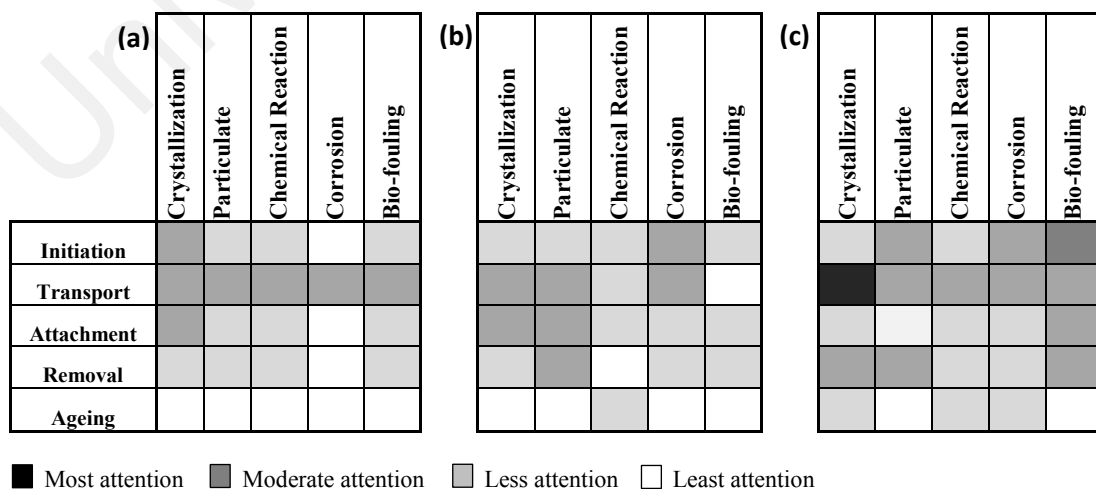 Univ
(a)
(b)
(c)
Crystallization
Particulate
Chemical Reaction
Corrosion
Bio-fouling
Crystallization
Particulate
Chemical Reaction
Corrosion
Bio-fouling
Crystallization
Particulate
Chemical Reaction
Corrosion
Bio-fouling
Initiation
Transport
Attachment
Removal
Ageing
Most attention Moderate attention Less attention Least attention